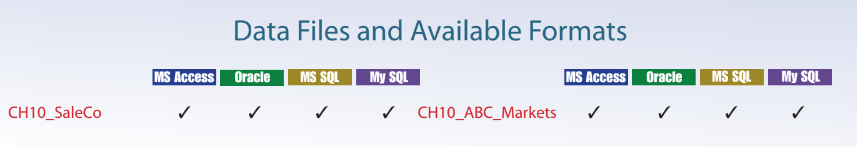 Data Files and Available Formats
MS Access Oracle MS SQL My SQL MS Access Oracle MS SQL My SQL
CH10_SaleCo ✓ ✓ ✓ ✓ CH10_ABC_Markets ✓ ✓ ✓ ✓